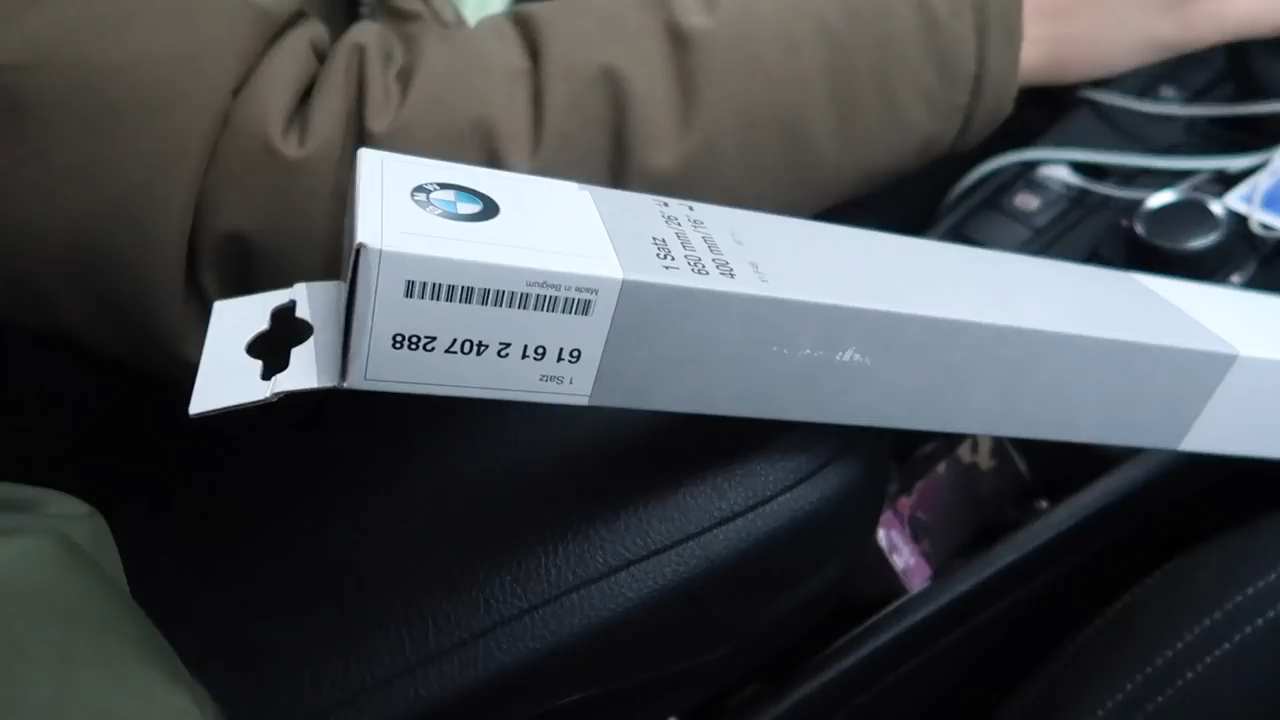 BMW
1 Satz
650 mm/26"
400 mm/16"
Made in Belgium
61 61 2 407 288
1 Satz